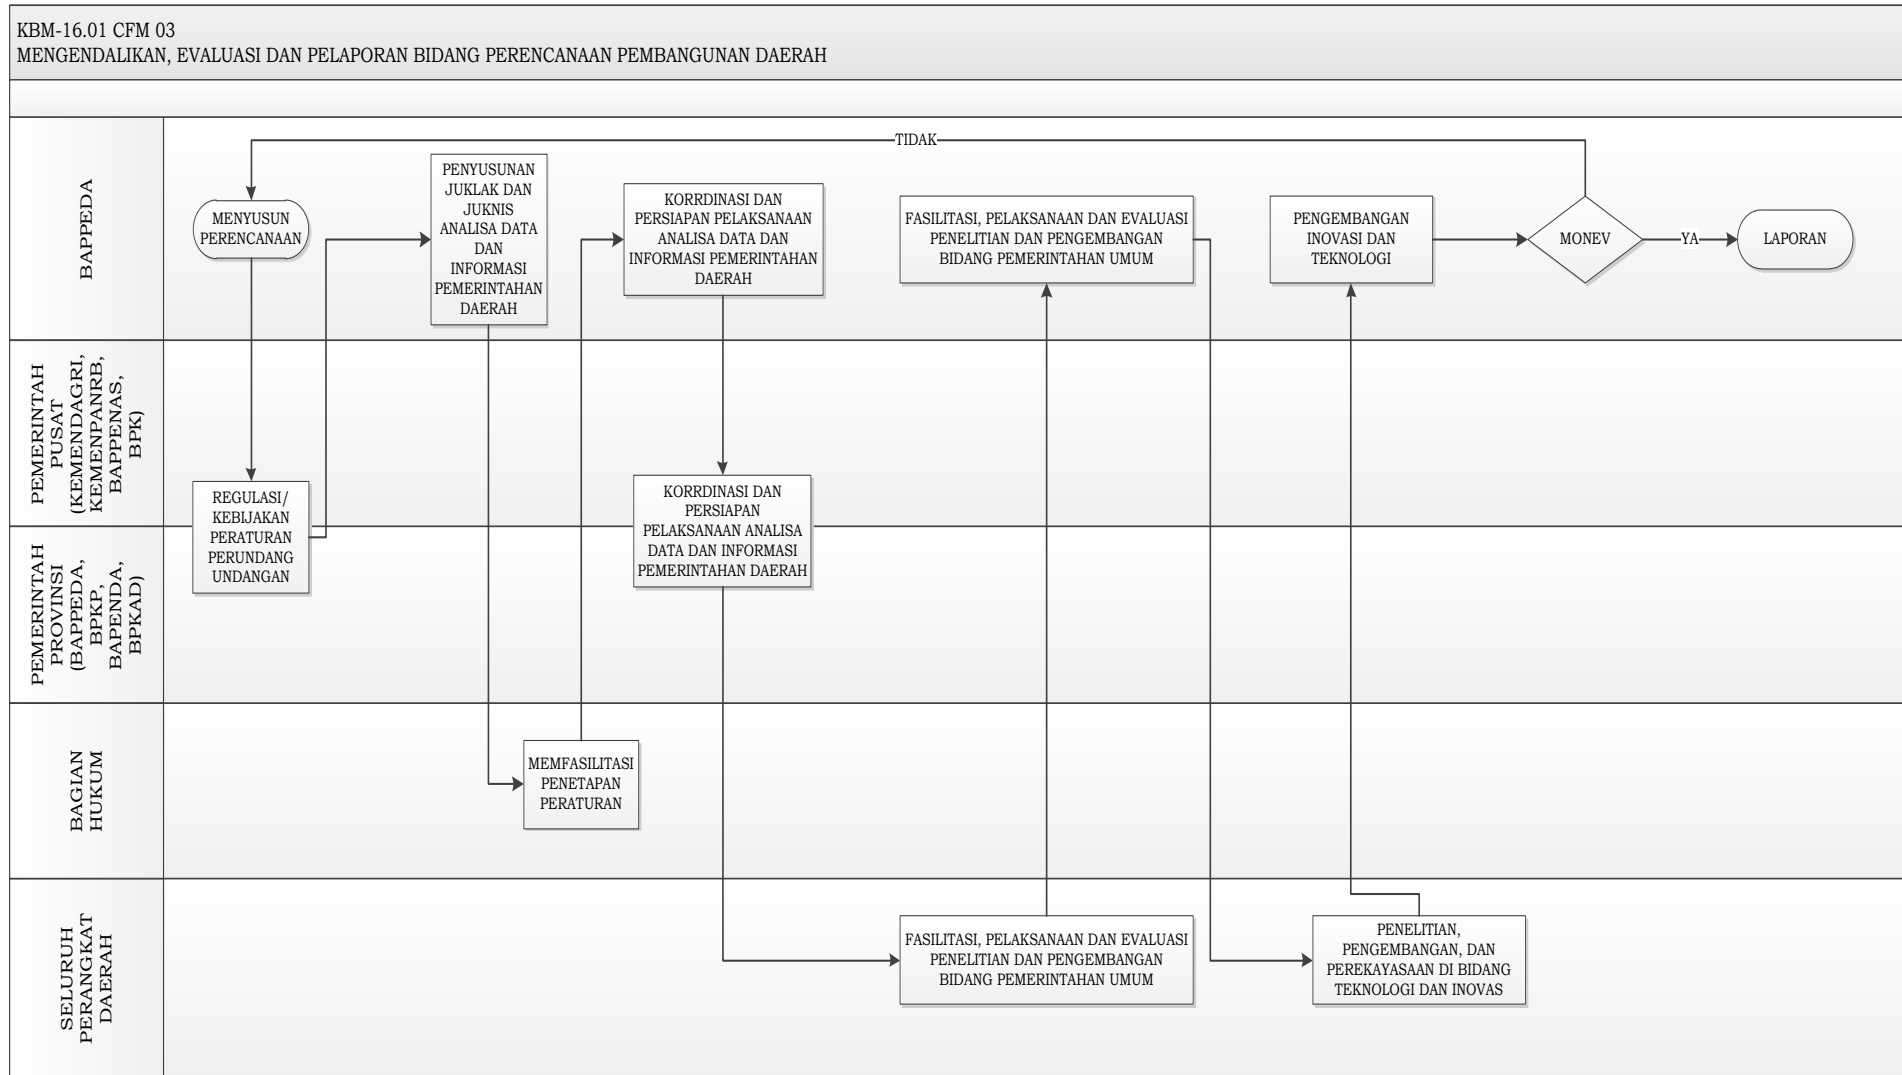 KBM-16.01 CFM 03
MENGENDALIKAN, EVALUASI DAN PELAPORAN BIDANG PERENCANAAN PEMBANGUNAN DAERAH
BAPPEDA
TIDAK
MENYUSUN
PERENCANAAN
PENYUSUNAN
JUKLAK DAN
JUKNIS
ANALISA DATA
DAN
INFORMASI
PEMERINTAHAN
DAERAH
KORRDINASI DAN
PERSIAPAN PELAKSANAAN
ANALISA DATA DAN
INFORMASI PEMERINTAHAN
DAERAH
FASILITASI, PELAKSANAAN DAN EVALUASI
PENELITIAN DAN PENGEMBANGAN
BIDANG PEMERINTAHAN UMUM
PENGEMBANGAN
INOVASI DAN
TEKNOLOGI
MONEV
YA
LAPORAN
PEMERINTAH
PUSAT
(KEMENDAGRI,
KEMENPANRB,
BAPPENAS,
BPK)
REGULASI/
KEBIJAKAN
PERATURAN
PERUNDANG
UNDANGAN
KORRDINASI DAN
PERSIAPAN
PELAKSANAAN ANALISA
DATA DAN INFORMASI
PEMERINTAHAN DAERAH
PEMERINTAH
PROVINSI
(BAPPEDA,
BPKP,
BAPENDA,
BPKAD)
BAGIAN
HUKUM
MEMFASILITASI
PENETAPAN
PERATURAN
SELURUH
PERANGKAT
DAERAH
FASILITASI, PELAKSANAAN DAN EVALUASI
PENELITIAN DAN PENGEMBANGAN
BIDANG PEMERINTAHAN UMUM
PENELITIAN,
PENGEMBANGAN, DAN
PEREKAYASAAN DI BIDANG
TEKNOLOGI DAN INOVAS